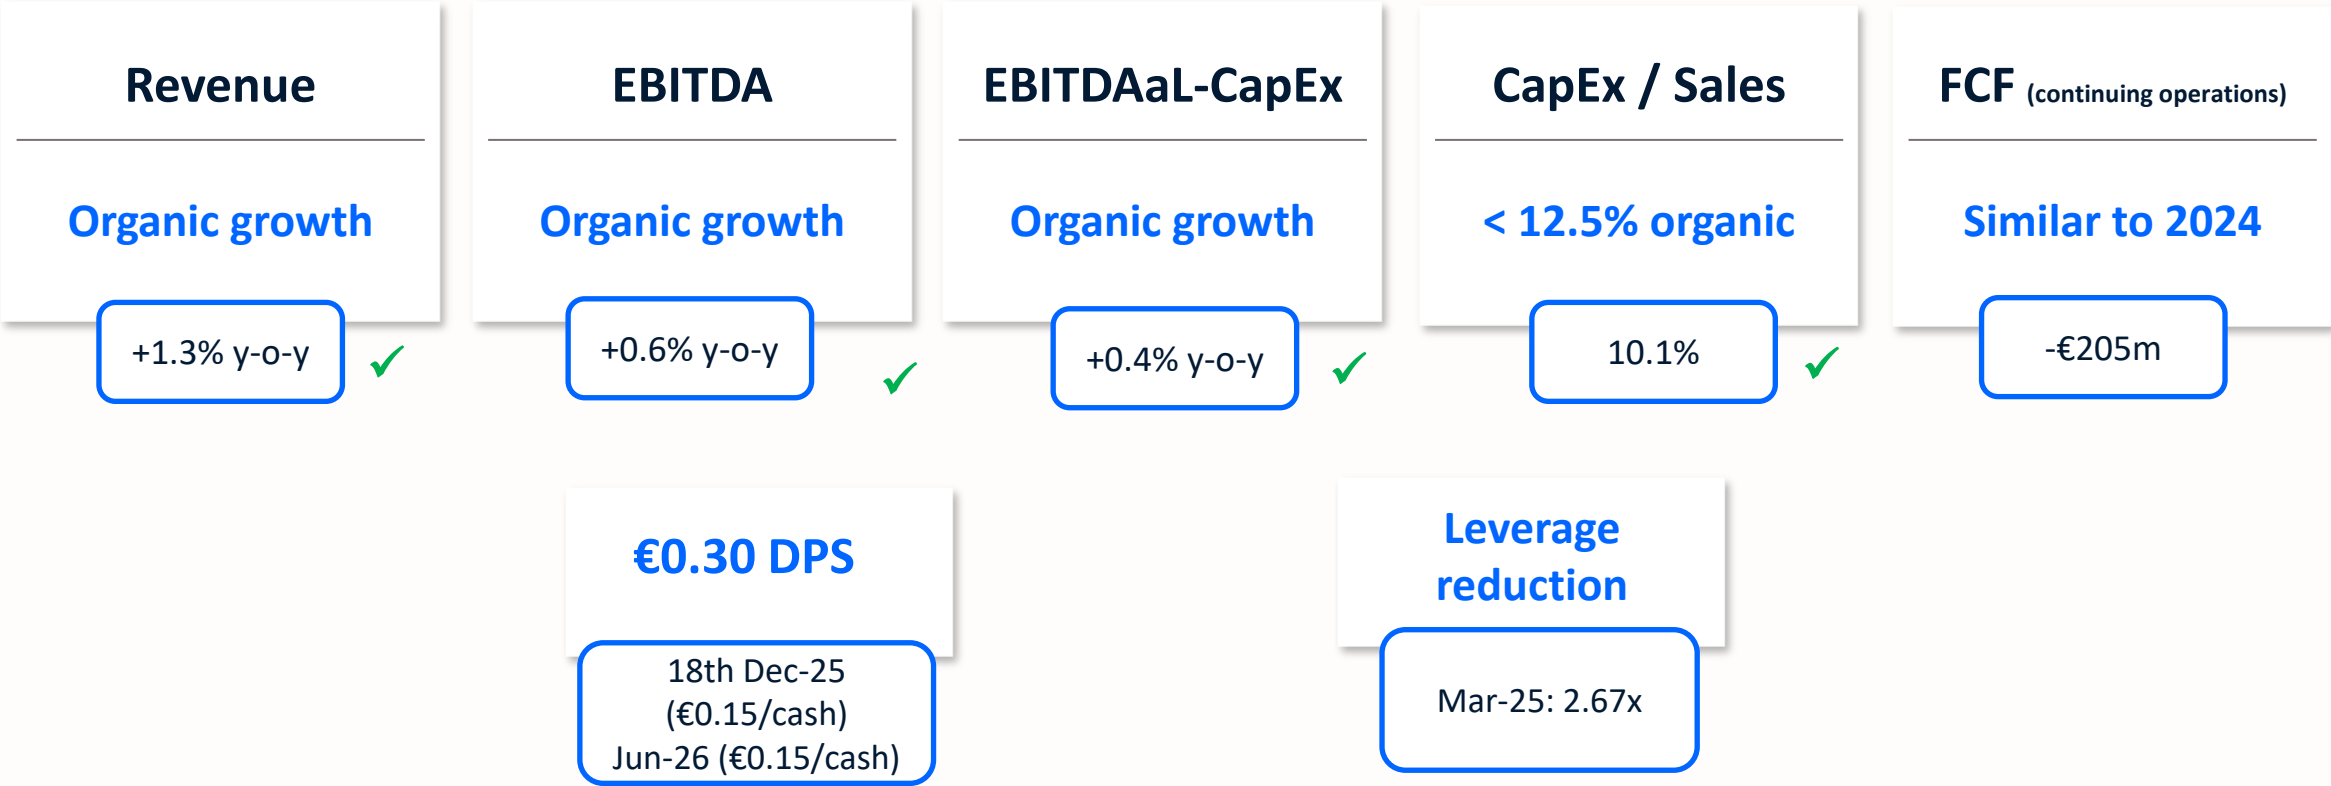 Revenue
Organic growth
+1.3% y-o-y
EBITDA
Organic growth
+0.6% y-o-y
EBITDAaL-CapEx
Organic growth
+0.4% y-o-y
CapEx / Sales
< 12.5% organic
10.1%
FCF (continuing operations)
Similar to 2024
-€205m
€0.30 DPS
18th Dec-25
(€0.15/cash)
Jun-26 (€0.15/cash)
Leverage
reduction
Mar-25: 2.67x